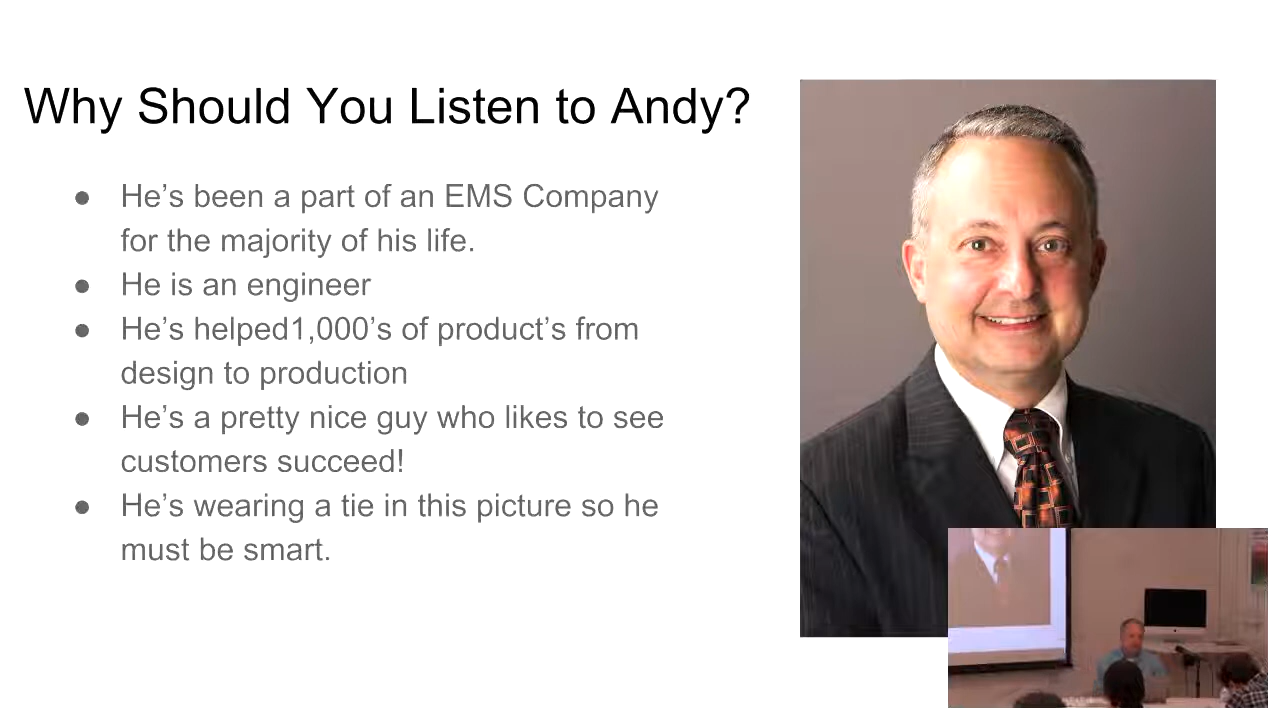 Why Should You Listen to Andy?
● He’s been a part of an EMS Company
for the majority of his life.
● He is an engineer
● He’s helped1,000’s of product’s from
design to production
● He’s a pretty nice guy who likes to see
customers succeed!
● He’s wearing a tie in this picture so he
must be smart.